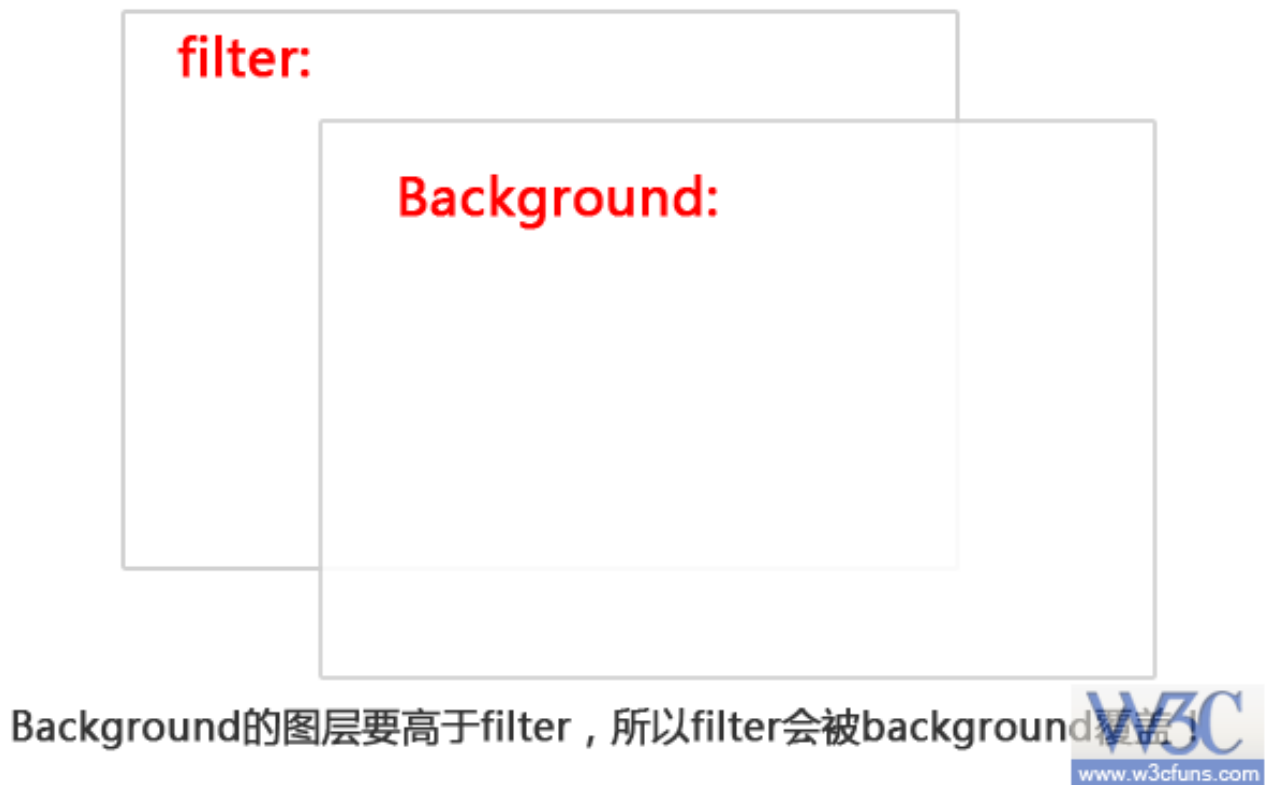 filter:
Background:
Background的图层要高于filter，所以filter会被background覆盖！
W3C
www.w3cfuns.com